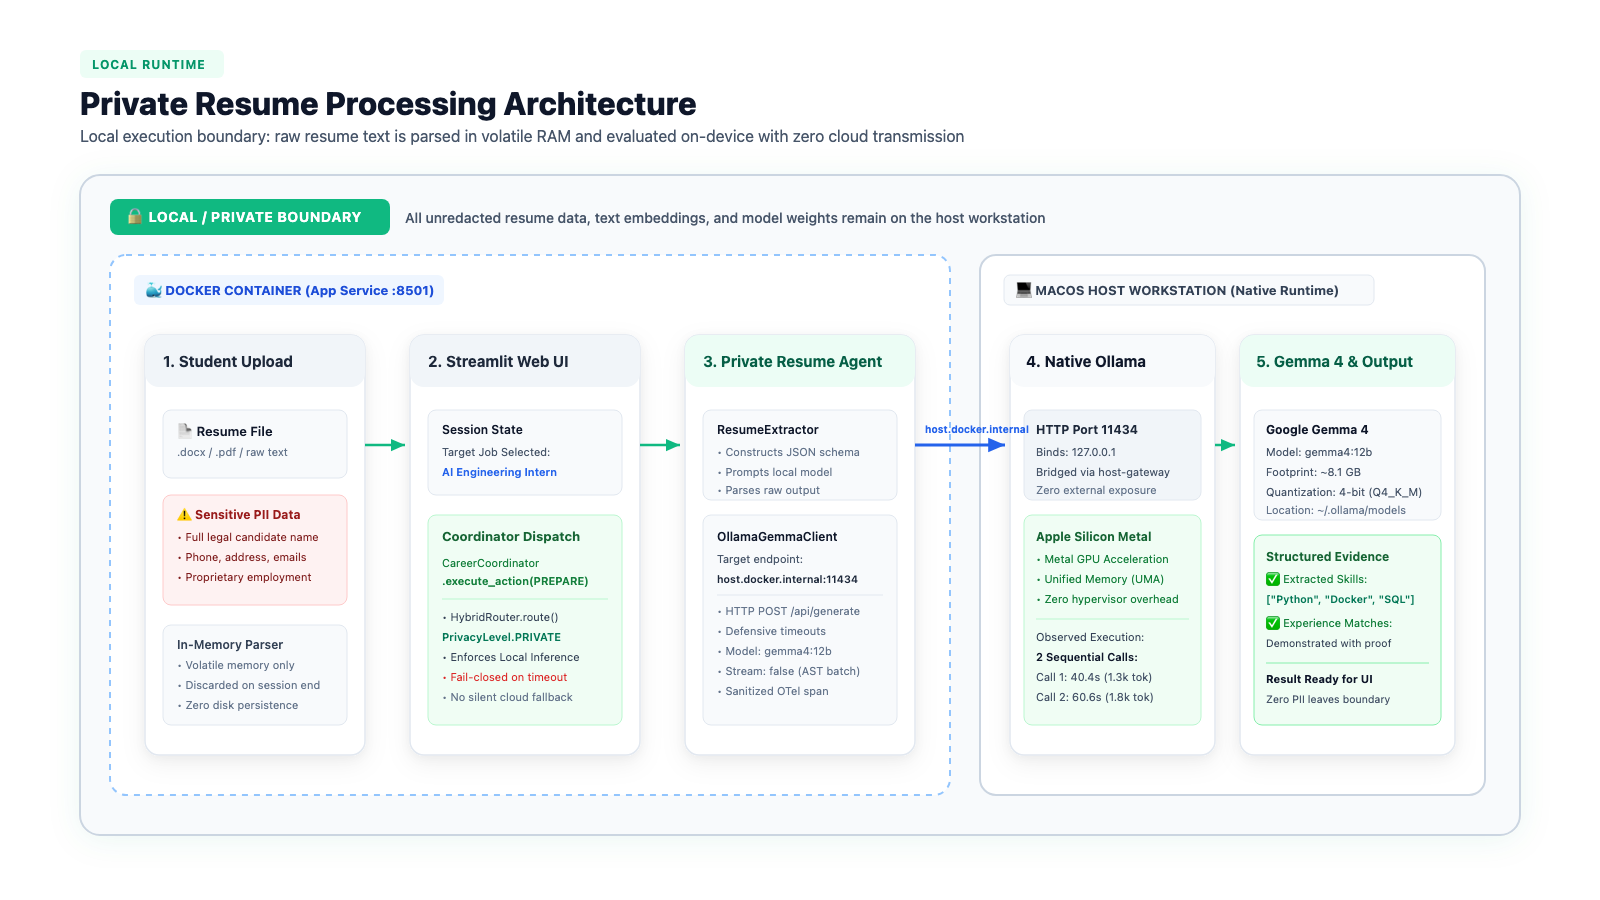 LOCAL RUNTIME
Private Resume Processing Architecture
Local execution boundary: raw resume text is parsed in volatile RAM and evaluated on-device with zero cloud transmission
🔒 LOCAL / PRIVATE BOUNDARY
All unredacted resume data, text embeddings, and model weights remain on the host workstation
🐳 DOCKER CONTAINER (App Service :8501)
1. Student Upload
📄 Resume File
.docx / .pdf / raw text
⚠️ Sensitive PII Data
• Full legal candidate name
• Phone, address, emails
• Proprietary employment
In-Memory Parser
• Volatile memory only
• Discarded on session end
• Zero disk persistence
2. Streamlit Web UI
Session State
Target Job Selected:
AI Engineering Intern
Coordinator Dispatch
CareerCoordinator
.execute_action(PREPARE)
• HybridRouter.route()
PrivacyLevel.PRIVATE
• Enforces Local Inference
• Fail-closed on timeout
• No silent cloud fallback
3. Private Resume Agent
ResumeExtractor
• Constructs JSON schema
• Prompts local model
• Parses raw output
OllamaGemmaClient
Target endpoint:
host.docker.internal:11434
• HTTP POST /api/generate
• Defensive timeouts
• Model: gemma4:12b
• Stream: false (AST batch)
• Sanitized OTel span
host.docker.internal
💻 MACOS HOST WORKSTATION (Native Runtime)
4. Native Ollama
HTTP Port 11434
Binds: 127.0.0.1
Bridged via host-gateway
Zero external exposure
Apple Silicon Metal
• Metal GPU Acceleration
• Unified Memory (UMA)
• Zero hypervisor overhead
Observed Execution:
2 Sequential Calls:
Call 1: 40.4s (1.3k tok)
Call 2: 60.6s (1.8k tok)
5. Gemma 4 & Output
Google Gemma 4
Model: gemma4:12b
Footprint: ~8.1 GB
Quantization: 4-bit (Q4_K_M)
Location: ~/.ollama/models
Structured Evidence
✅ Extracted Skills:
["Python", "Docker", "SQL"]
✅ Experience Matches:
Demonstrated with proof
Result Ready for UI
Zero PII leaves boundary